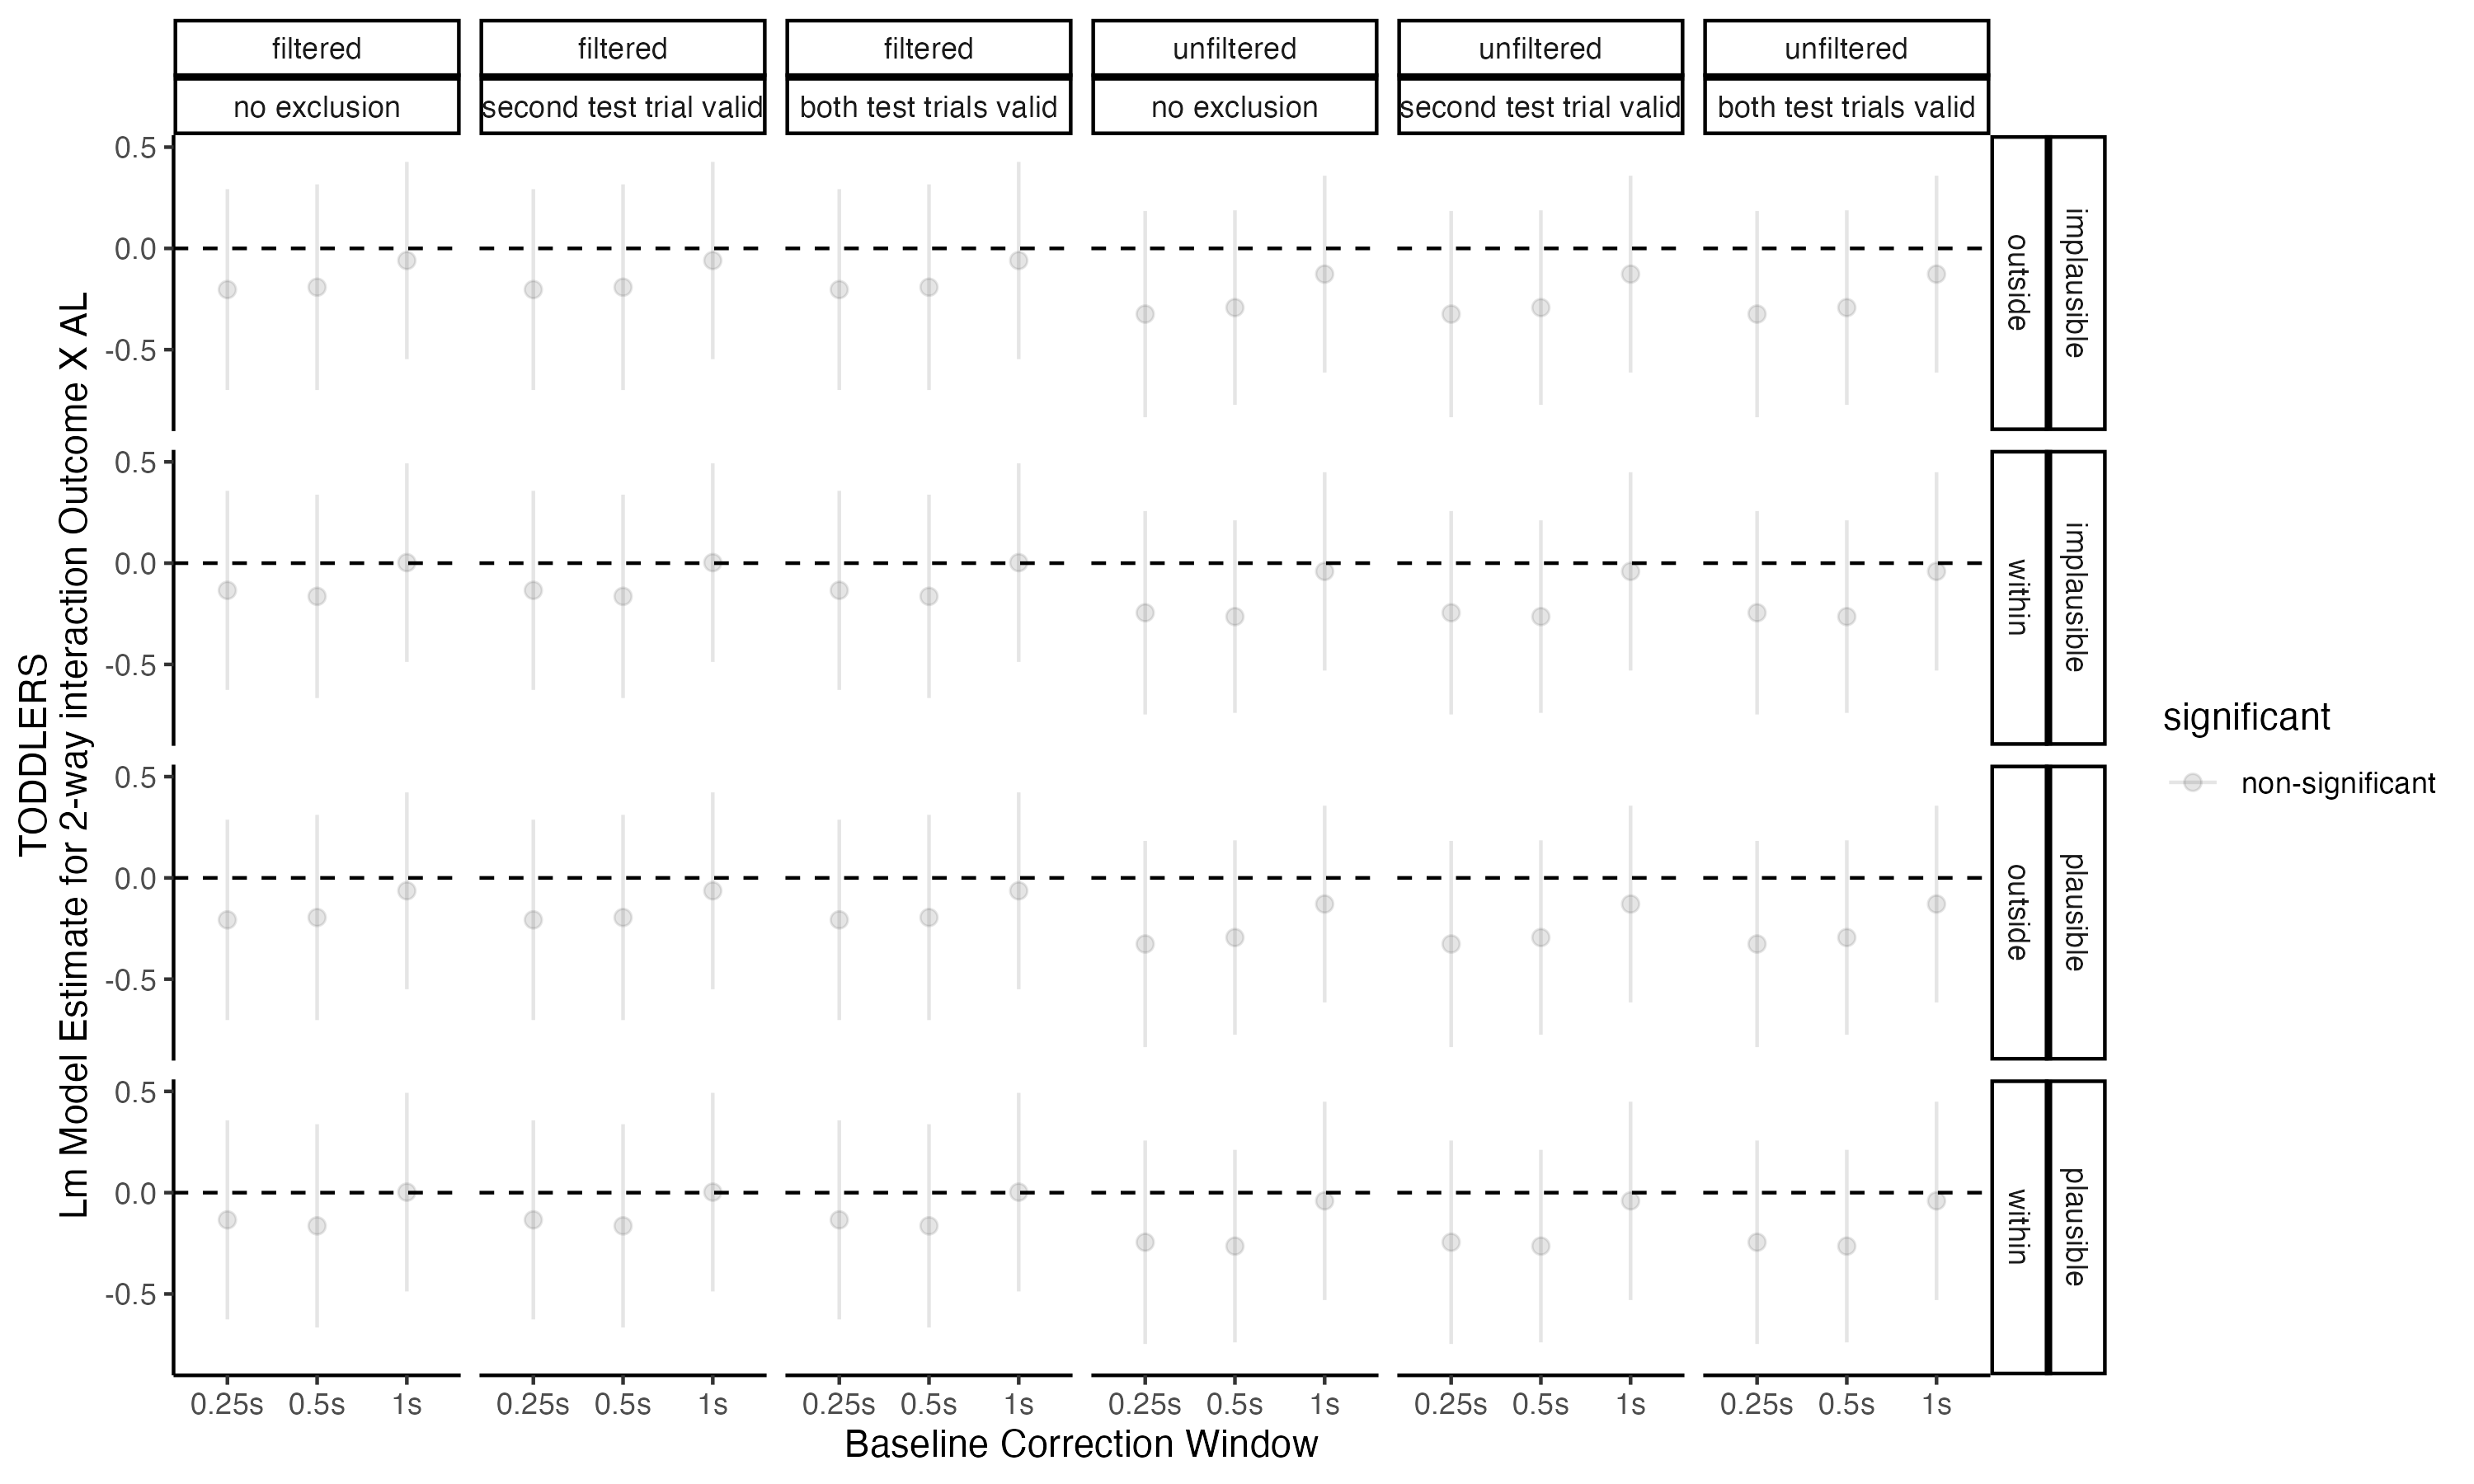 filtered
filtered
filtered
unfiltered
unfiltered
unfiltered
no exclusion
second test trial valid
both test trials valid
no exclusion
second test trial valid
both test trials valid
TODDLERS
Lm Model Estimate for 2-way interaction Outcome X AL
0.5
0.0
-0.5
outside
implausible
0.5
0.0
-0.5
within
implausible
0.5
0.0
-0.5
outside
plausible
0.5
0.0
-0.5
within
plausible
0.25s 0.5s 1s
0.25s 0.5s 1s
0.25s 0.5s 1s
0.25s 0.5s 1s
0.25s 0.5s 1s
0.25s 0.5s 1s
Baseline Correction Window
significant
non-significant